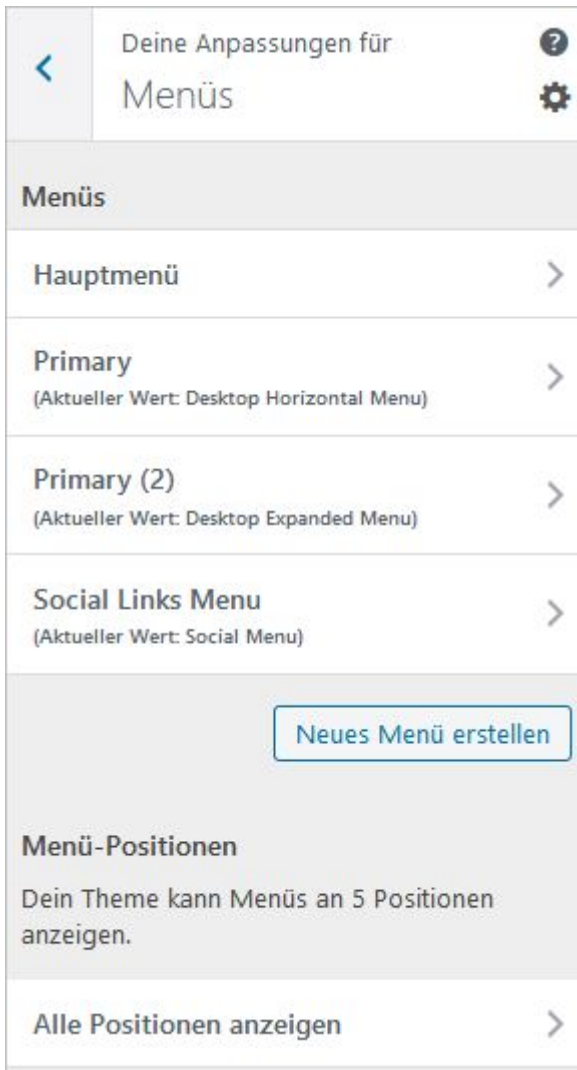 Deine Anpassungen für
Menüs
Menüs
Hauptmenü
Primary
(Aktueller Wert: Desktop Horizontal Menu)
Primary (2)
(Aktueller Wert: Desktop Expanded Menu)
Social Links Menu
(Aktueller Wert: Social Menu)
Neues Menü erstellen
Menü-Positionen
Dein Theme kann Menüs an 5 Positionen
anzeigen.
Alle Positionen anzeigen